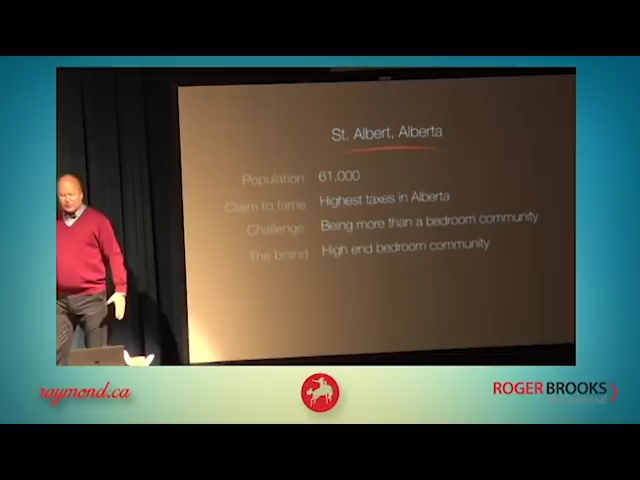 St. Albert, Alberta
Population 61,000
Claim to fame Highest taxes in Alberta
Challenge Being more than a bedroom community
The brand High end bedroom community
raymond.ca
ROGER BROOKS